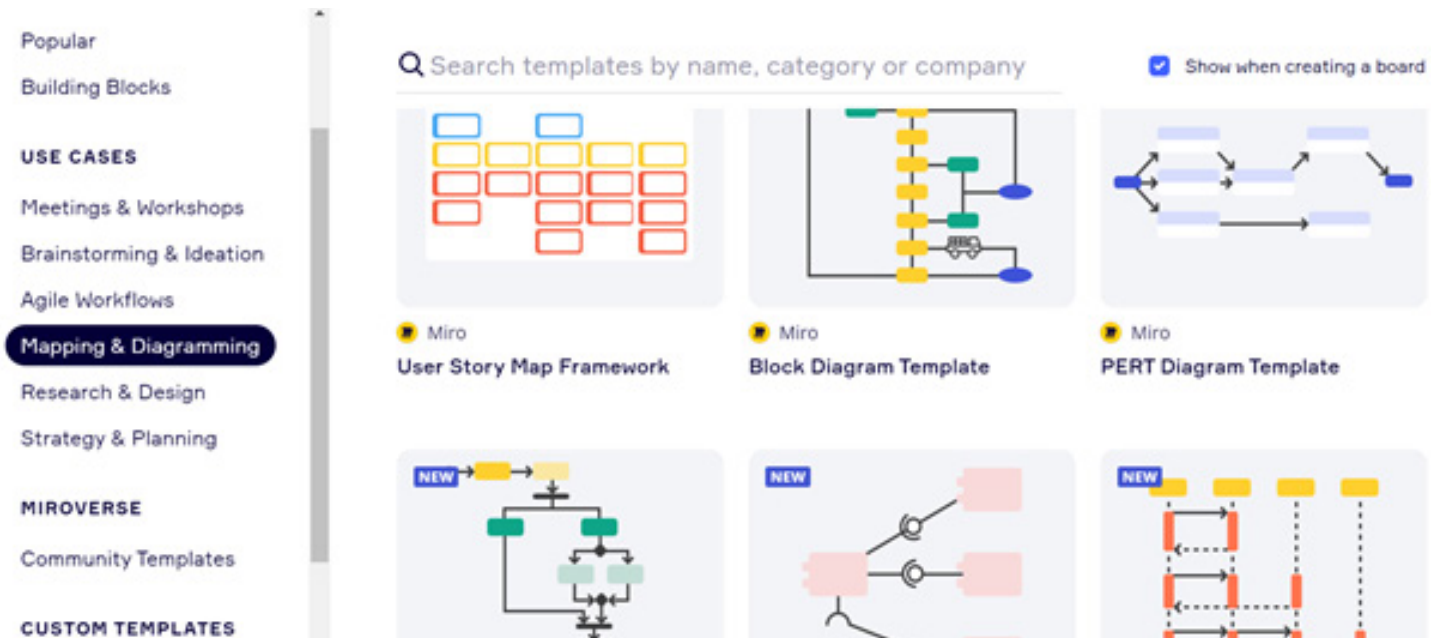 Popular
Building Blocks
USE CASES
Meetings & Workshops
Brainstorming & Ideation
Agile Workflows
Mapping & Diagramming
Research & Design
Strategy & Planning
MIROVERSE
Community Templates
CUSTOM TEMPLATES
Search templates by name, category or company
Show when creating a board
Miro
User Story Map Framework
Miro
Block Diagram Template
Miro
PERT Diagram Template
NEW
NEW
NEW